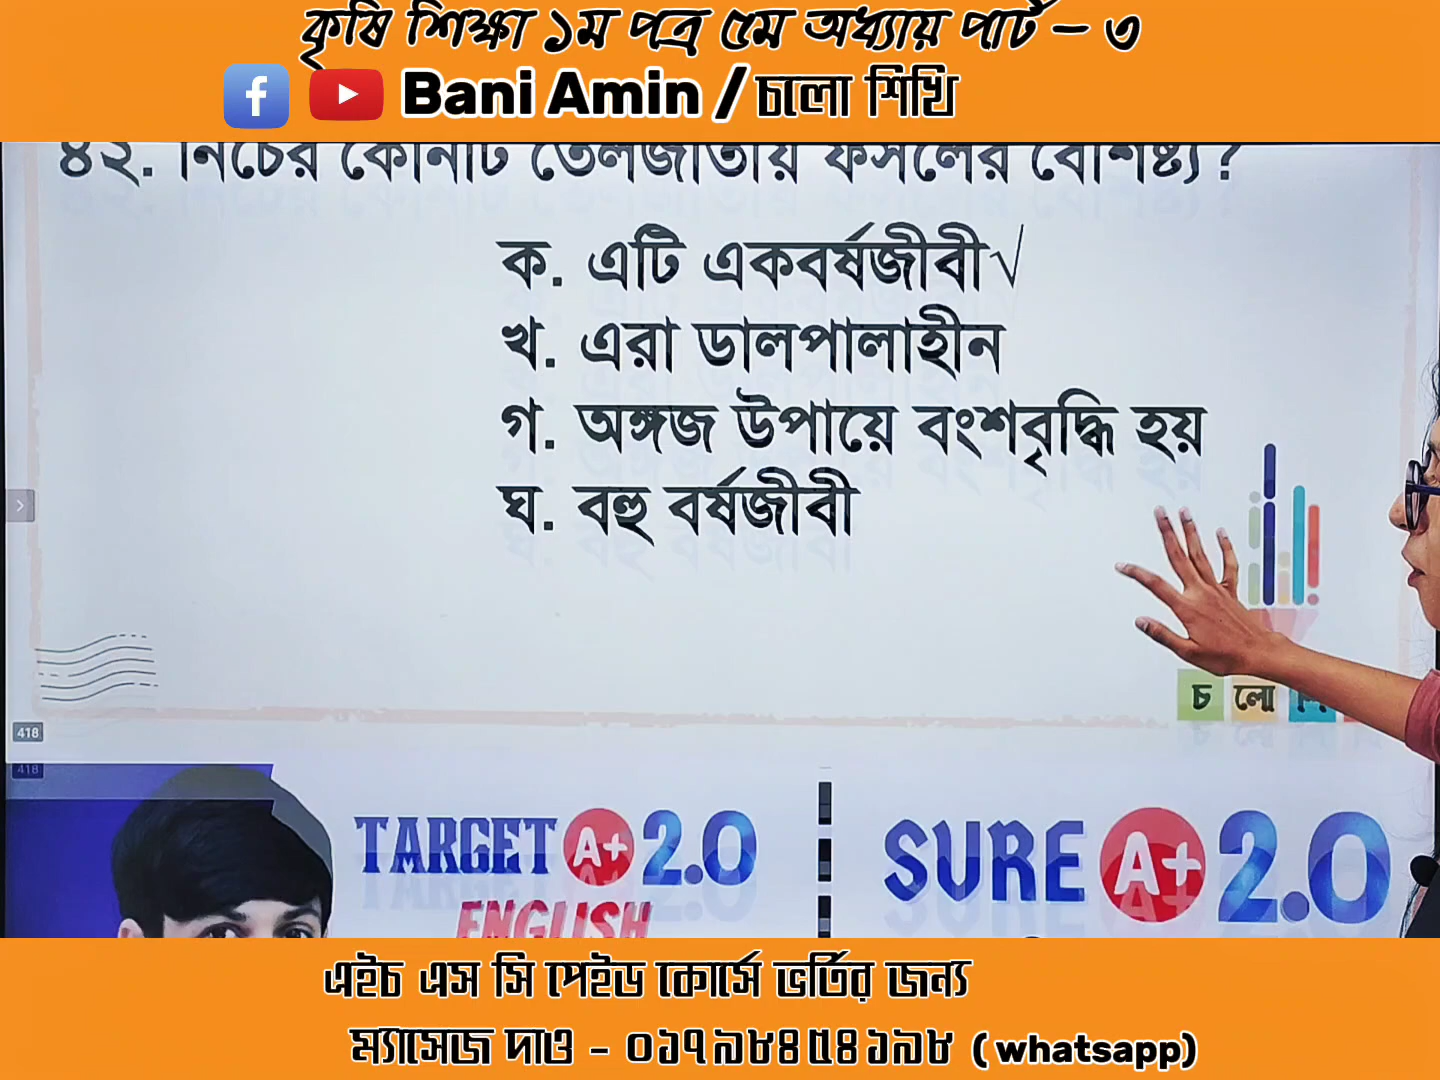 কৃষি শিক্ষা ১ম পত্র ৫ম অধ্যায় পার্ট – ৩
Bani Amin / চলো শিখি
৪২. নিচের কোনটি তেলজাতীয় ফসলের বৈশিষ্ট্য?
ক. এটি একবর্ষজীবী√
খ. এরা ডালপালাহীন
গ. অঙ্গজ উপায়ে বংশবৃদ্ধি হয়
ঘ. বহু বর্ষজীবী
চ লো
418
418
TARGET A+ 2.0
ENGLISH
SURE A+ 2.0
এইচ এস সি পেইড কোর্সে ভর্তির জন্য
ম্যাসেজ দাও - ০১৭৯৮৪৫৪১৯৮ (whatsapp)